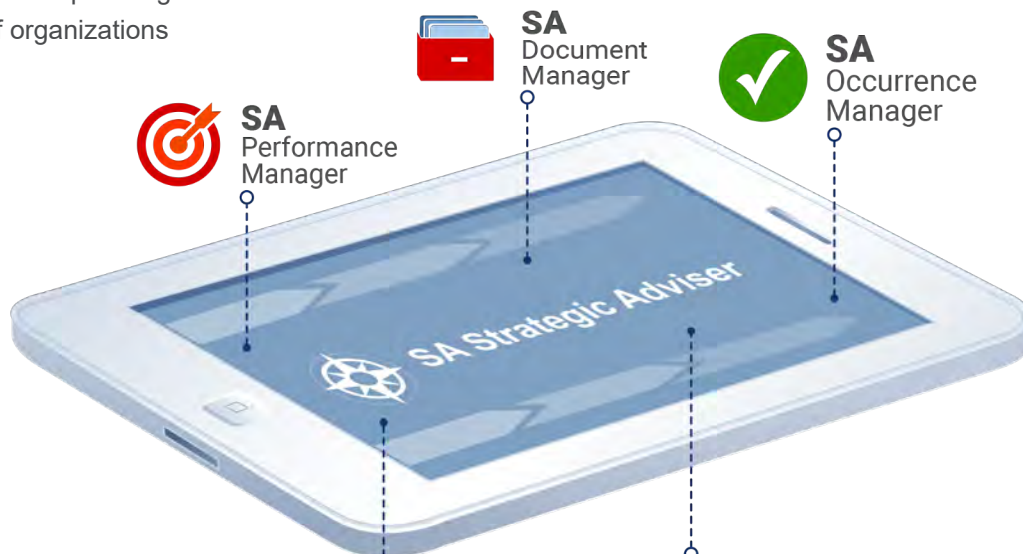 f organizations
SA
Document
Manager
SA
Occurrence
Manager
SA
Performance
Manager
SA Strategic Adviser